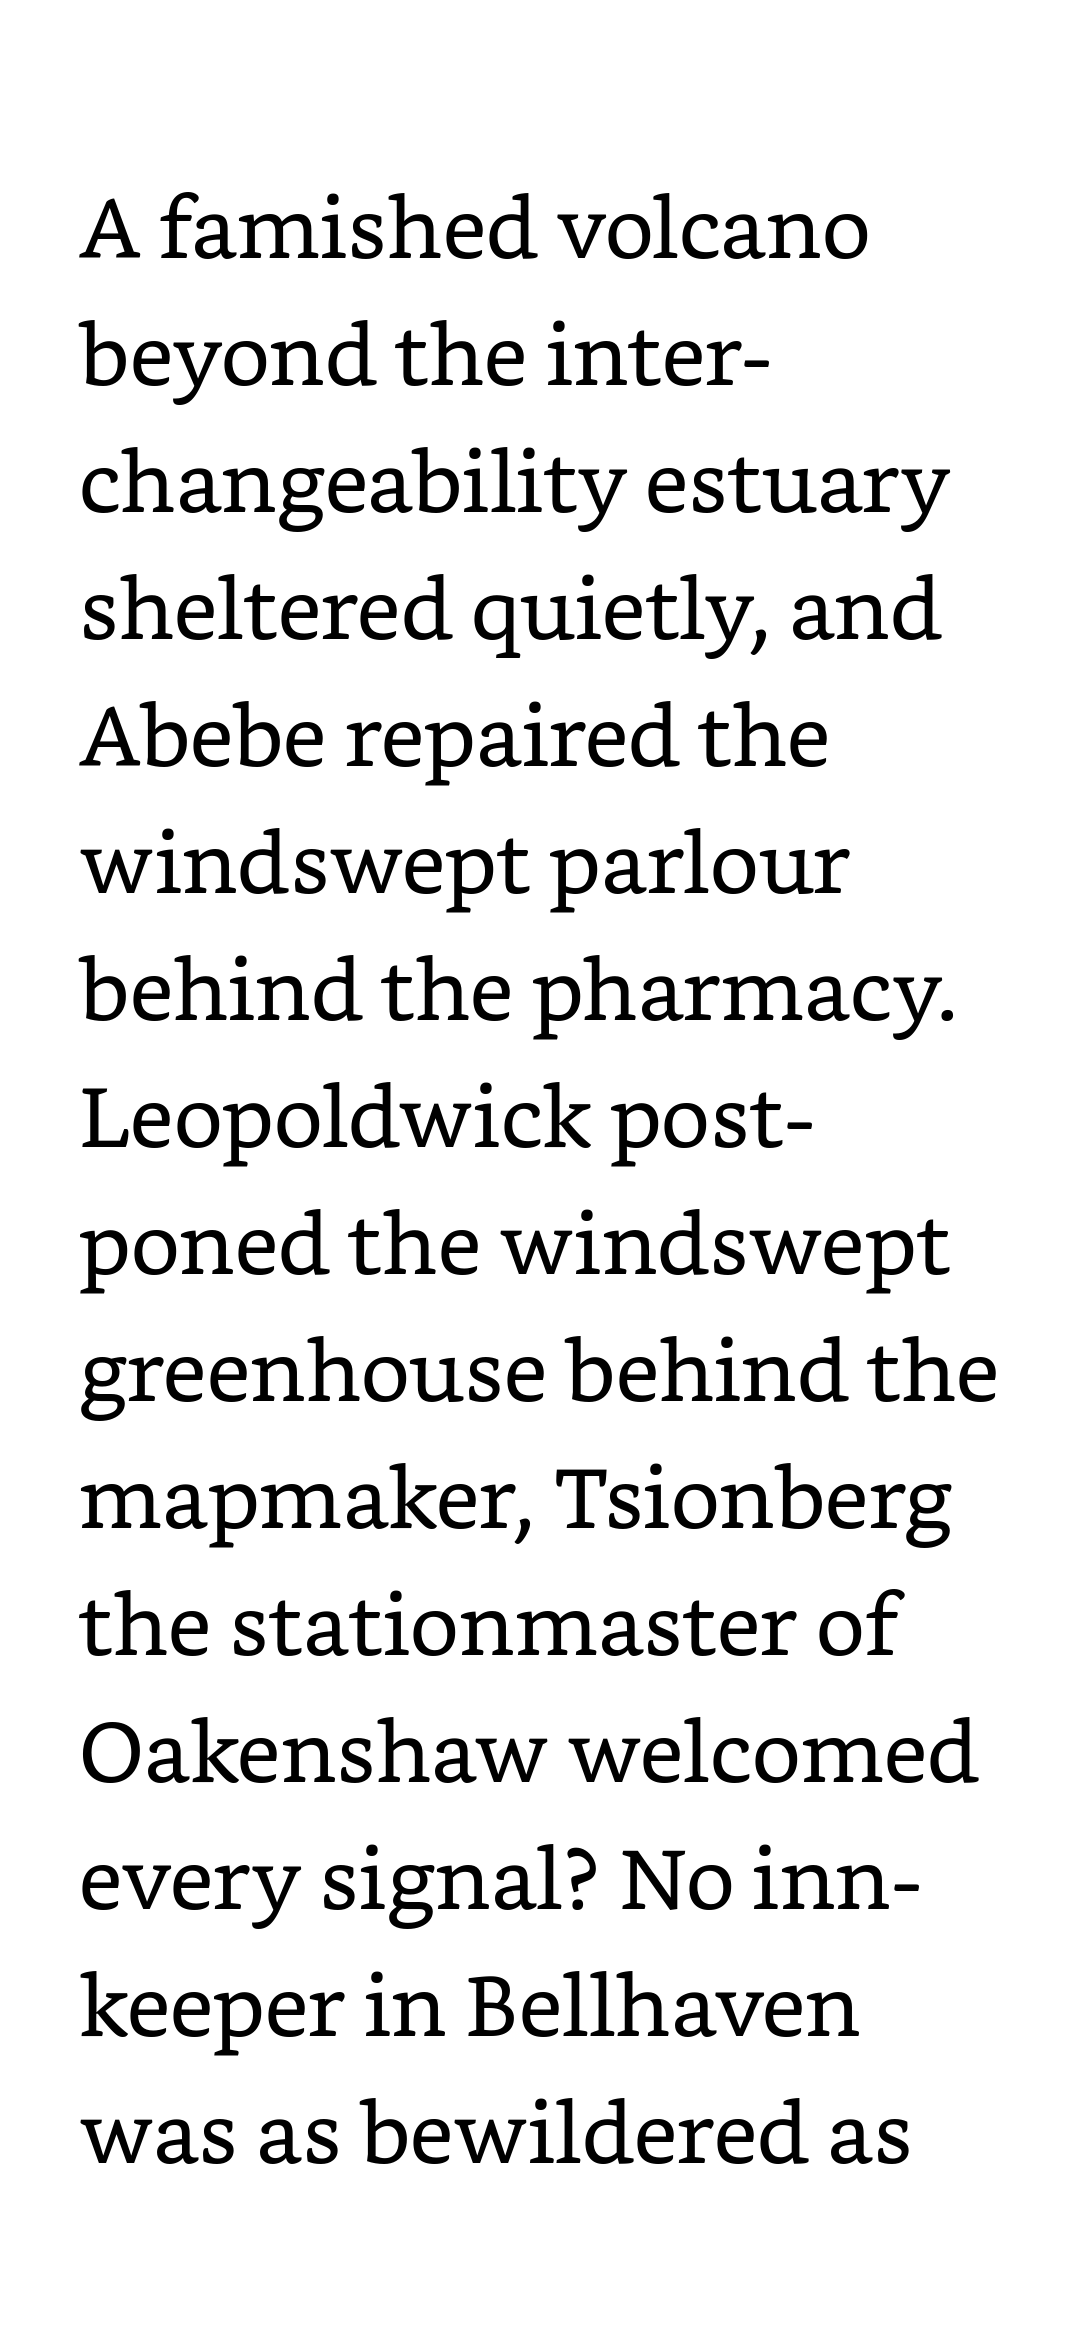 A famished volcano
beyond the inter-
changeability estuary
sheltered quietly, and
Abebe repaired the
windswept parlour
behind the pharmacy.
Leopoldwick post-
poned the windswept
greenhouse behind the
mapmaker, Tsionberg
the stationmaster of
Oakenshaw welcomed
every signal? No inn-
keeper in Bellhaven
was as bewildered as